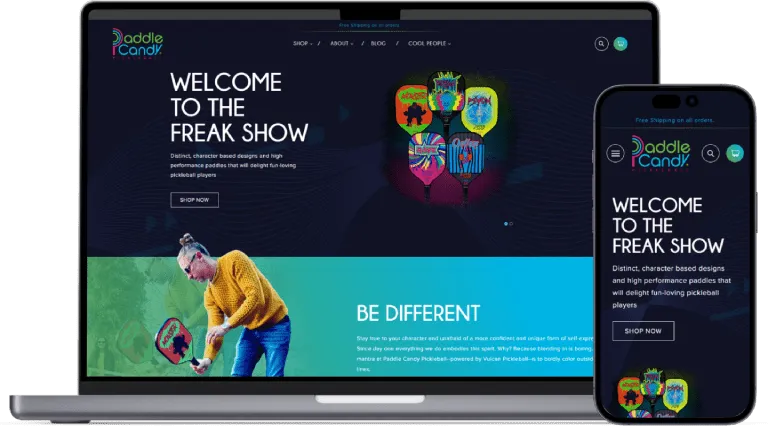 Free Shipping on all orders.
Paddle
Candy
PICKLEBALL
SHOP / ABOUT / BLOG / COOL PEOPLE
WELCOME
TO THE
FREAK SHOW
Distinct, character based designs and high
performance paddles that will delight fun-loving
pickleball players
SHOP NOW
MONSTER
BE DIFFERENT
Stay true to your character and unafraid of a most confident and unique form of self-expr
Since day one everything we do embodies this spirit. Why? Because blending in is boring.
mantra at Paddle Candy Pickleball—powered by Vulcan Pickleball—is to boldly color outsi
lines.
Free Shipping on all orders.
Paddle
Candy
PICKLEBALL
WELCOME
TO THE
FREAK SHOW
Distinct, character based designs
and high performance paddles that
will delight fun-loving pickleball
players
SHOP NOW